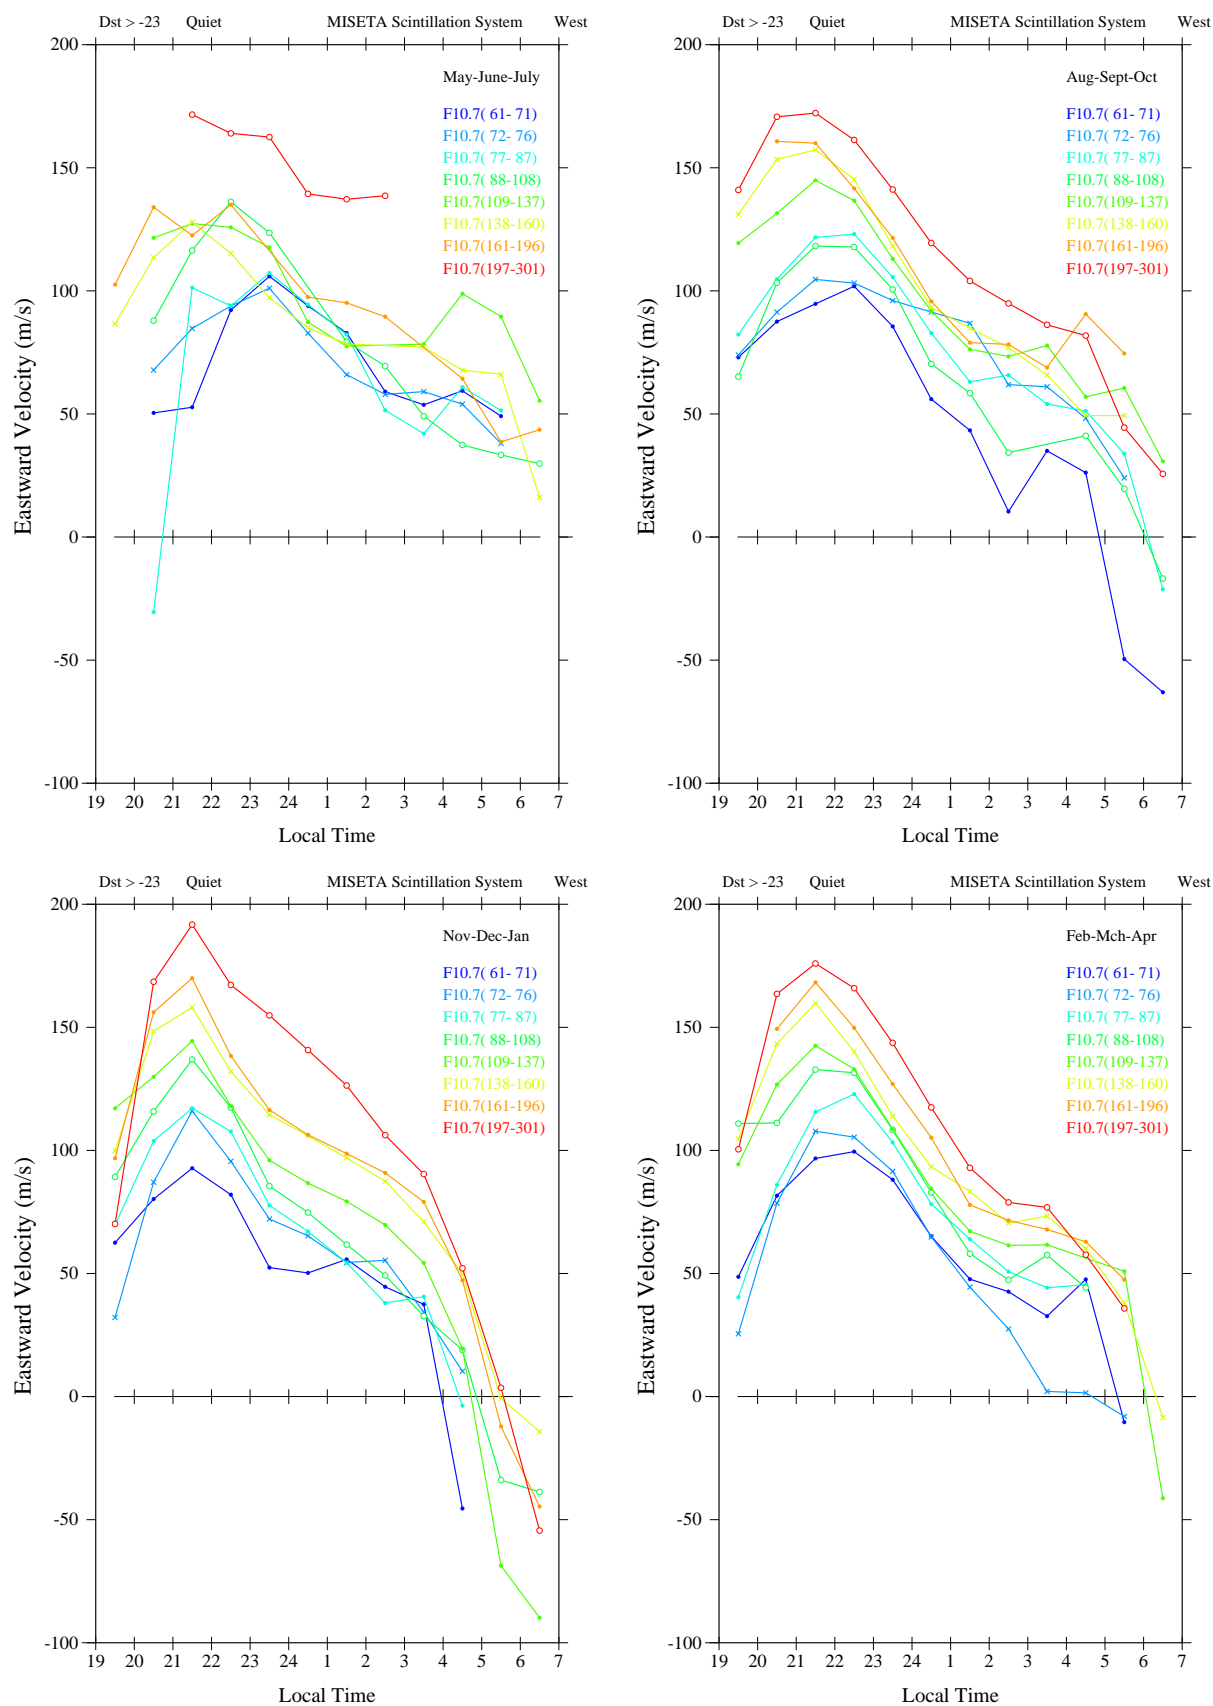 Dst > -23 Quiet MISETA Scintillation System West
May-June-July
F10.7( 61- 71)
F10.7( 72- 76)
F10.7( 77- 87)
F10.7( 88-108)
F10.7(109-137)
F10.7(138-160)
F10.7(161-196)
F10.7(197-301)
200
150
100
50
0
-50
-100
Eastward Velocity (m/s)
19 20 21 22 23 24 1 2 3 4 5 6 7
Local Time
Dst > -23 Quiet MISETA Scintillation System West
Aug-Sept-Oct
F10.7( 61- 71)
F10.7( 72- 76)
F10.7( 77- 87)
F10.7( 88-108)
F10.7(109-137)
F10.7(138-160)
F10.7(161-196)
F10.7(197-301)
200
150
100
50
0
-50
-100
Eastward Velocity (m/s)
19 20 21 22 23 24 1 2 3 4 5 6 7
Local Time
Dst > -23 Quiet MISETA Scintillation System West
Nov-Dec-Jan
F10.7( 61- 71)
F10.7( 72- 76)
F10.7( 77- 87)
F10.7( 88-108)
F10.7(109-137)
F10.7(138-160)
F10.7(161-196)
F10.7(197-301)
200
150
100
50
0
-50
-100
Eastward Velocity (m/s)
19 20 21 22 23 24 1 2 3 4 5 6 7
Local Time
Dst > -23 Quiet MISETA Scintillation System West
Feb-Mch-Apr
F10.7( 61- 71)
F10.7( 72- 76)
F10.7( 77- 87)
F10.7( 88-108)
F10.7(109-137)
F10.7(138-160)
F10.7(161-196)
F10.7(197-301)
200
150
100
50
0
-50
-100
Eastward Velocity (m/s)
19 20 21 22 23 24 1 2 3 4 5 6 7
Local Time